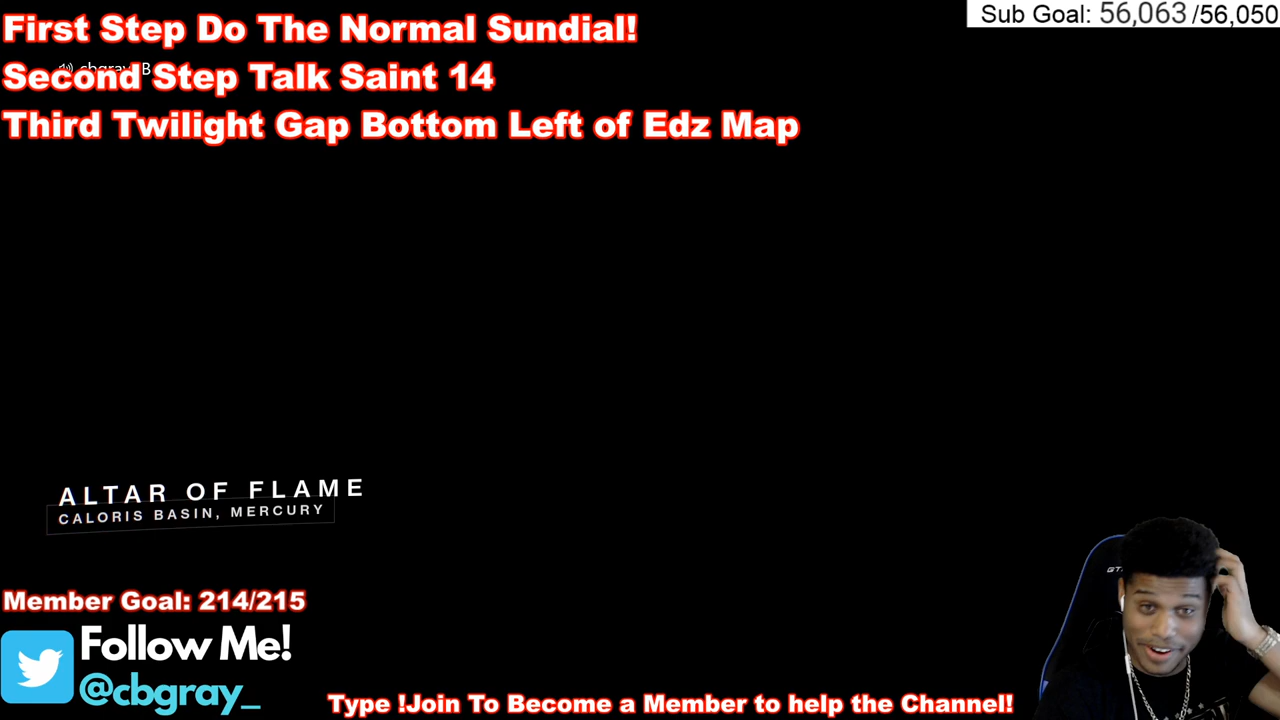 First Step Do The Normal Sundial!
Sub Goal: 56,063 /56,050
Second Step Talk Saint 14
Third Twilight Gap Bottom Left of Edz Map
ALTAR OF FLAME
CALORIS BASIN, MERCURY
Member Goal: 214/215
Follow Me!
@cbgray_
Type !Join To Become a Member to help the Channel!